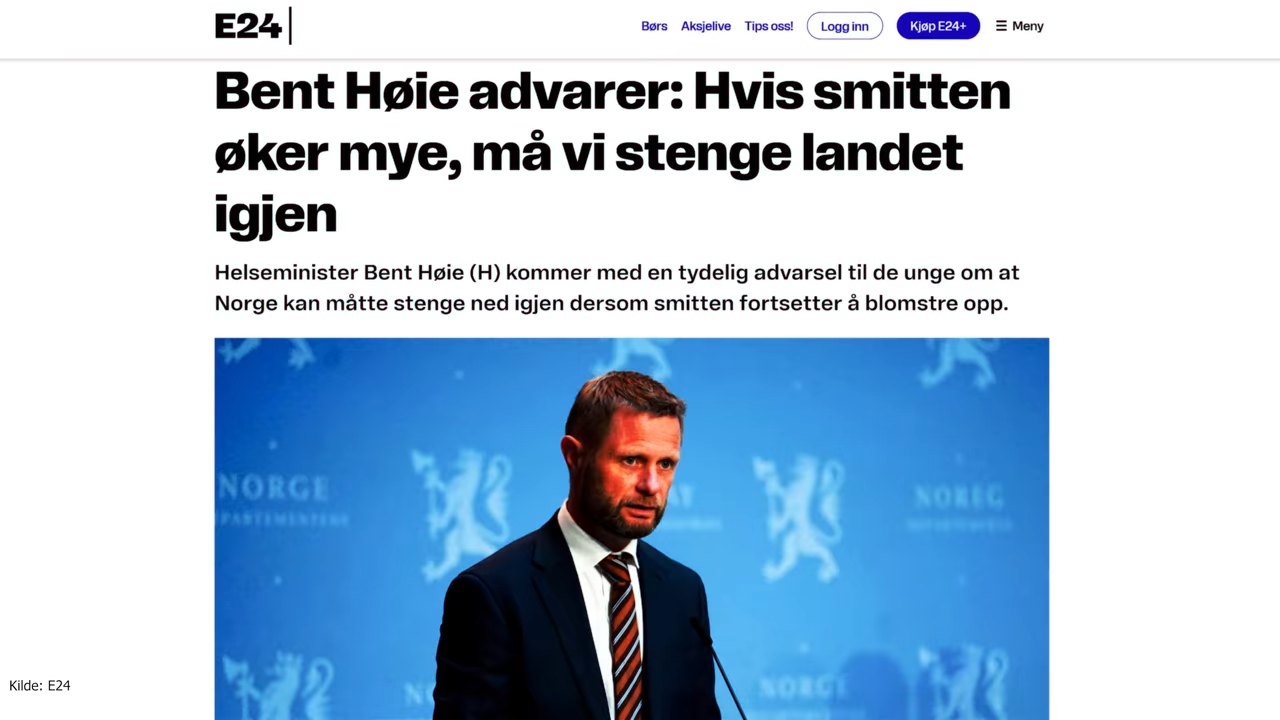 E24
Børs Aksjelive Tips oss! Logg inn Kjøp E24+ Meny
Bent Høie advarer: Hvis smitten
øker mye, må vi stenge landet
igjen
Helseminister Bent Høie (H) kommer med en tydelig advarsel til de unge om at
Norge kan måtte stenge ned igjen dersom smitten fortsetter å blomstre opp.
NORGE
NOREG
NORGE
Kilde: E24